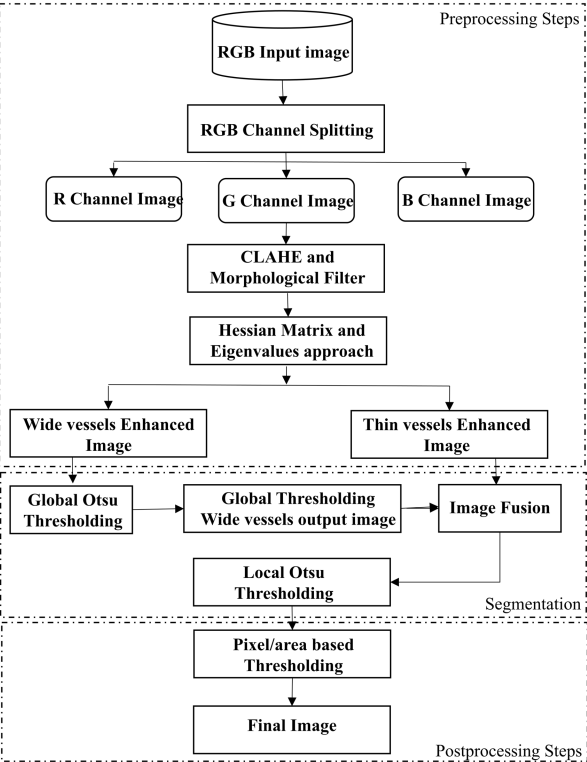 Preprocessing Steps
RGB Input image
RGB Channel Splitting
R Channel Image
G Channel Image
B Channel Image
CLAHE and
Morphological Filter
Hessian Matrix and
Eigenvalues approach
Wide vessels Enhanced
Image
Thin vessels Enhanced
Image
Global Otsu
Thresholding
Global Thresholding
Wide vessels output image
Image Fusion
Local Otsu
Thresholding
Segmentation
Pixel/area based
Thresholding
Final Image
Postprocessing Steps